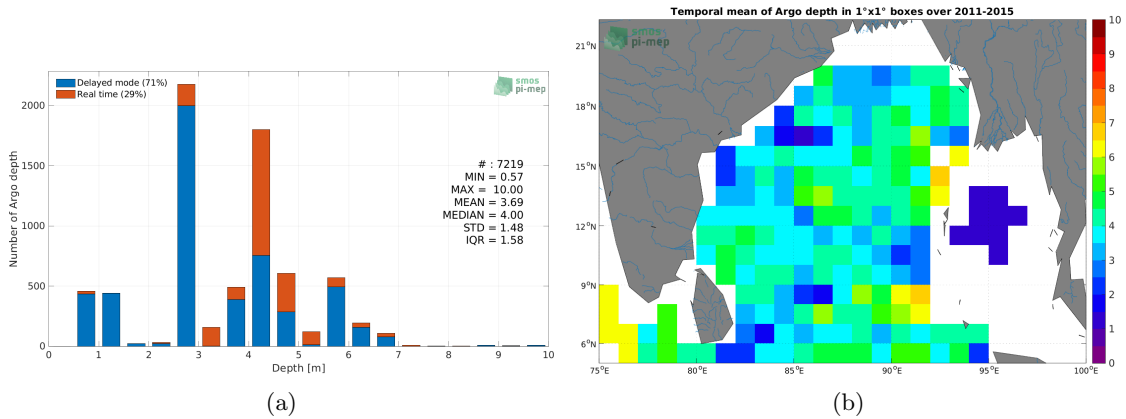 Delayed mode (71%)
Real time (29%)
smos
pi-mep
# : 7219
MIN = 0.57
MAX = 10.00
MEAN = 3.69
MEDIAN = 4.00
STD = 1.48
IQR = 1.58
Number of Argo depth
2000
1500
1000
500
0
0 1 2 3 4 5 6 7 8 9 10
Depth [m]
(a)
Temporal mean of Argo depth in 1°x1° boxes over 2011-2015
smos
pi-mep
21°N
18°N
15°N
12°N
9°N
6°N
75°E 80°E 85°E 90°E 95°E 100°E
10
9
8
7
6
5
4
3
2
1
0
(b)